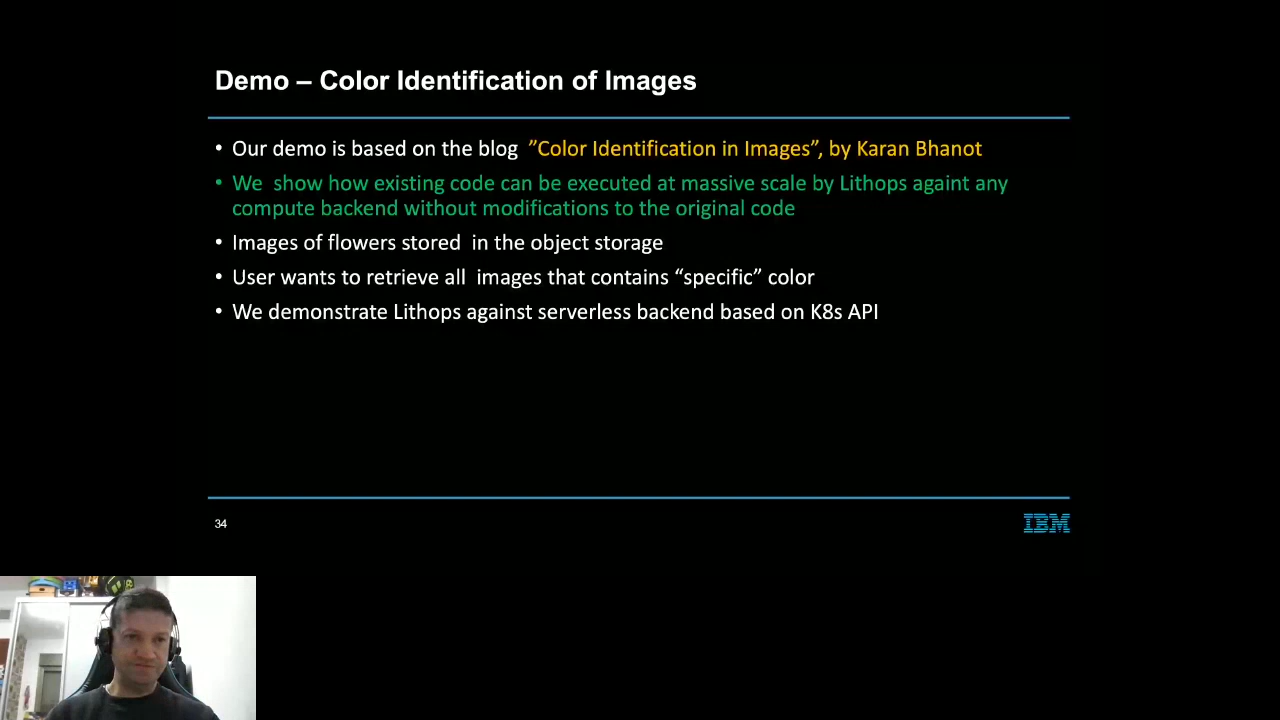 Demo – Color Identification of Images
• Our demo is based on the blog ”Color Identification in Images”, by Karan Bhanot
• We show how existing code can be executed at massive scale by Lithops againt any
compute backend without modifications to the original code
• Images of flowers stored in the object storage
• User wants to retrieve all images that contains “specific” color
• We demonstrate Lithops against serverless backend based on K8s API
34
IBM